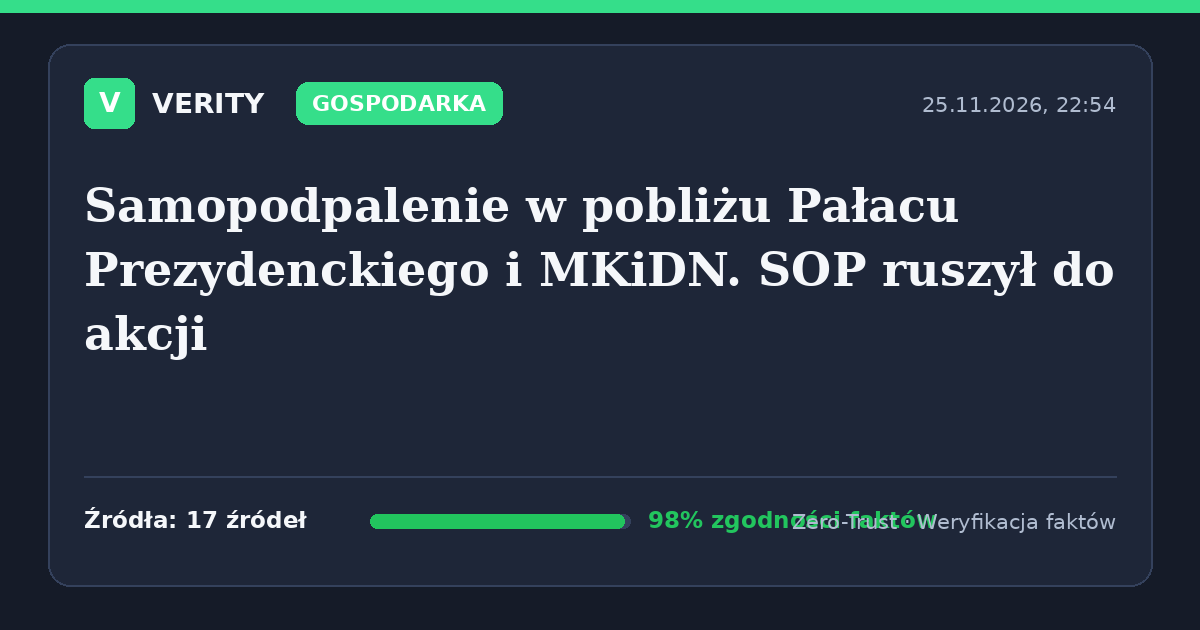 V VERITY GOSPODARKA 25.11.2026, 22:54
Samopodpalenie w pobliżu Pałacu
Prezydenckiego i MKiDN. SOP ruszył do
akcji
Źródła: 17 źródeł 98% zgodności faktów Zero-Trust · Weryfikacja faktów